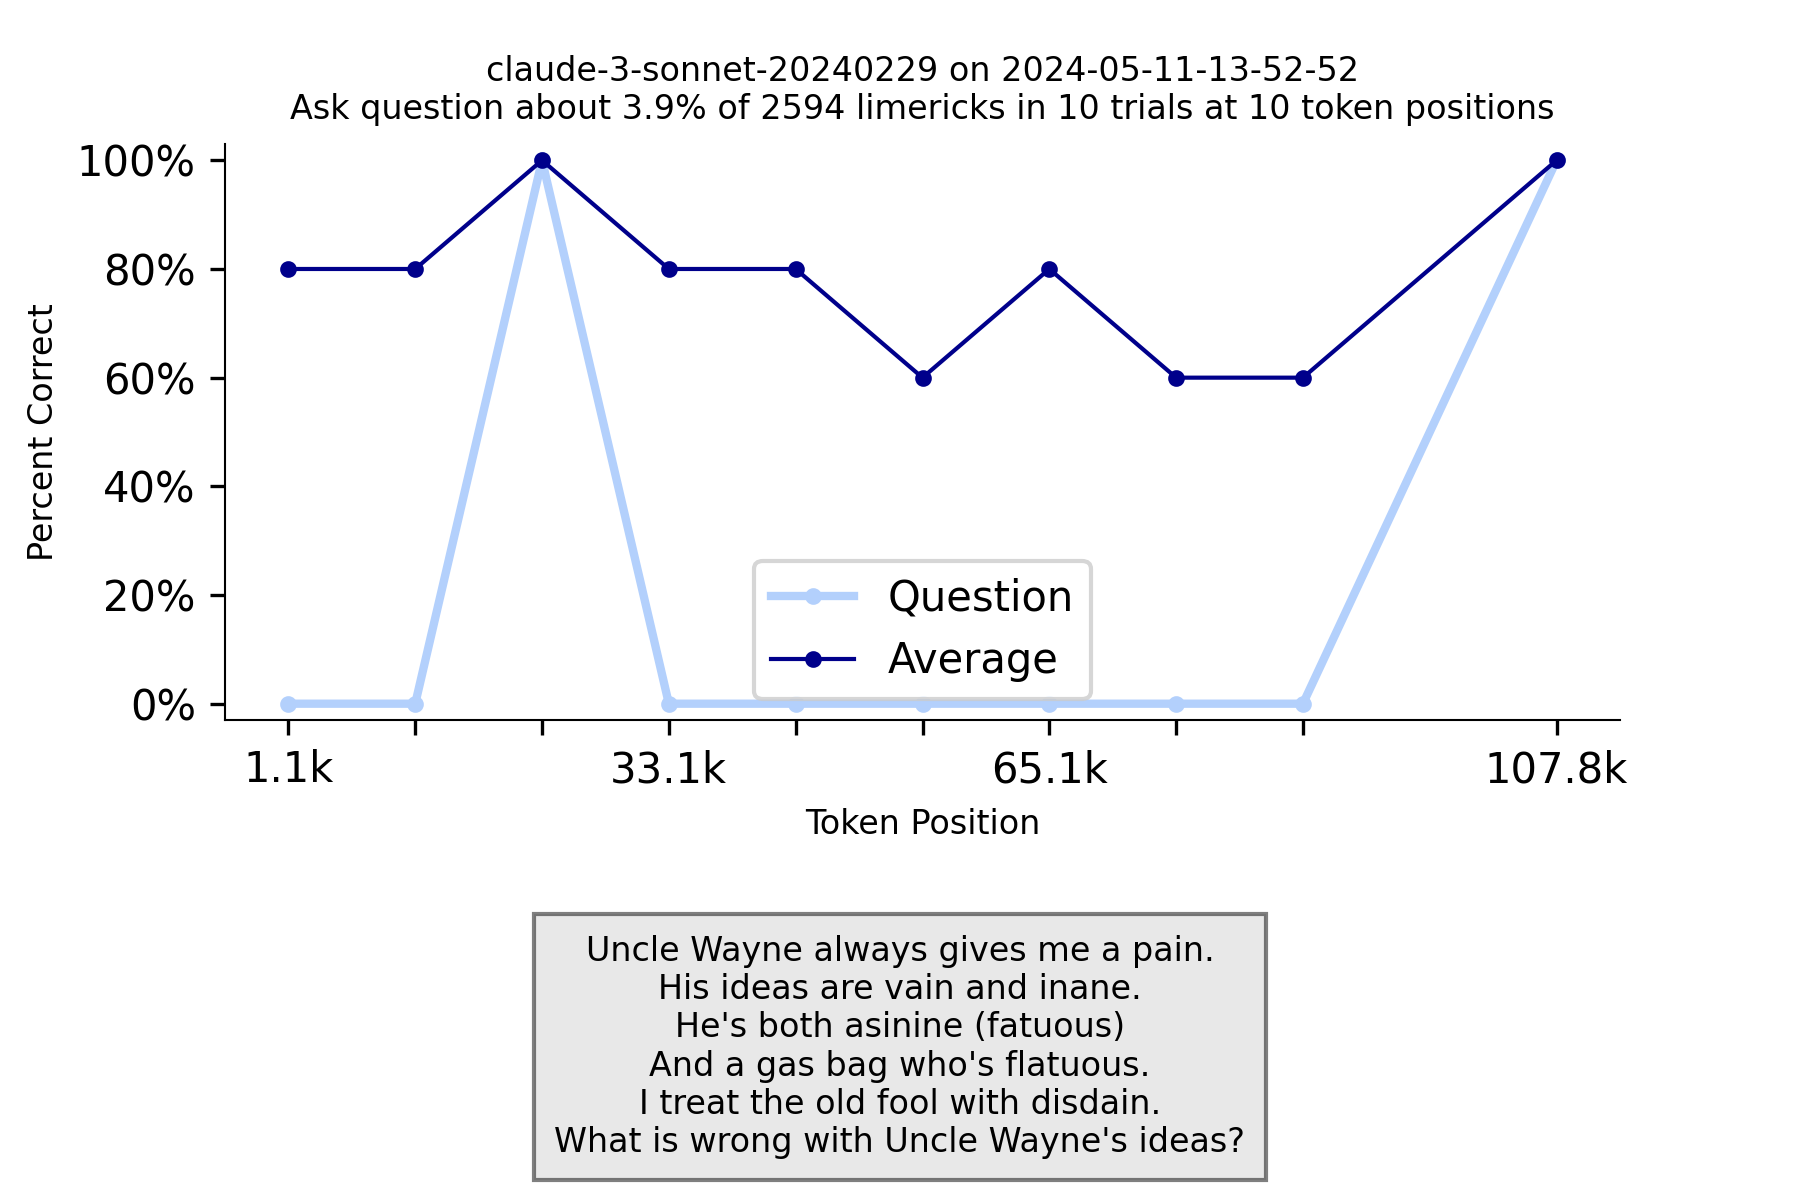 claude-3-sonnet-20240229 on 2024-05-11-13-52-52
Ask question about 3.9% of 2594 limericks in 10 trials at 10 token positions
100%
80%
60%
40%
20%
0%
Percent Correct
Question
Average
1.1k 33.1k 65.1k 107.8k
Token Position
Uncle Wayne always gives me a pain.
His ideas are vain and inane.
He's both asinine (fatuous)
And a gas bag who's flatuous.
I treat the old fool with disdain.
What is wrong with Uncle Wayne's ideas?